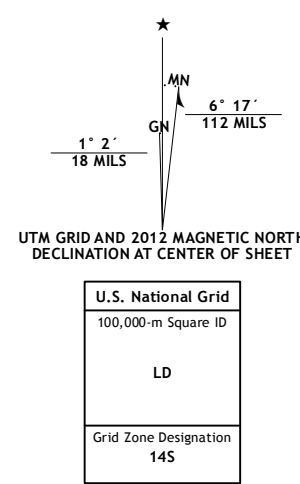 ★
MN
GN
6° 17´
112 MILS
1° 2´
18 MILS
UTM GRID AND 2012 MAGNETIC NORTH
DECLINATION AT CENTER OF SHEET
U.S. National Grid
100,000-m Square ID
LD
Grid Zone Designation
14S